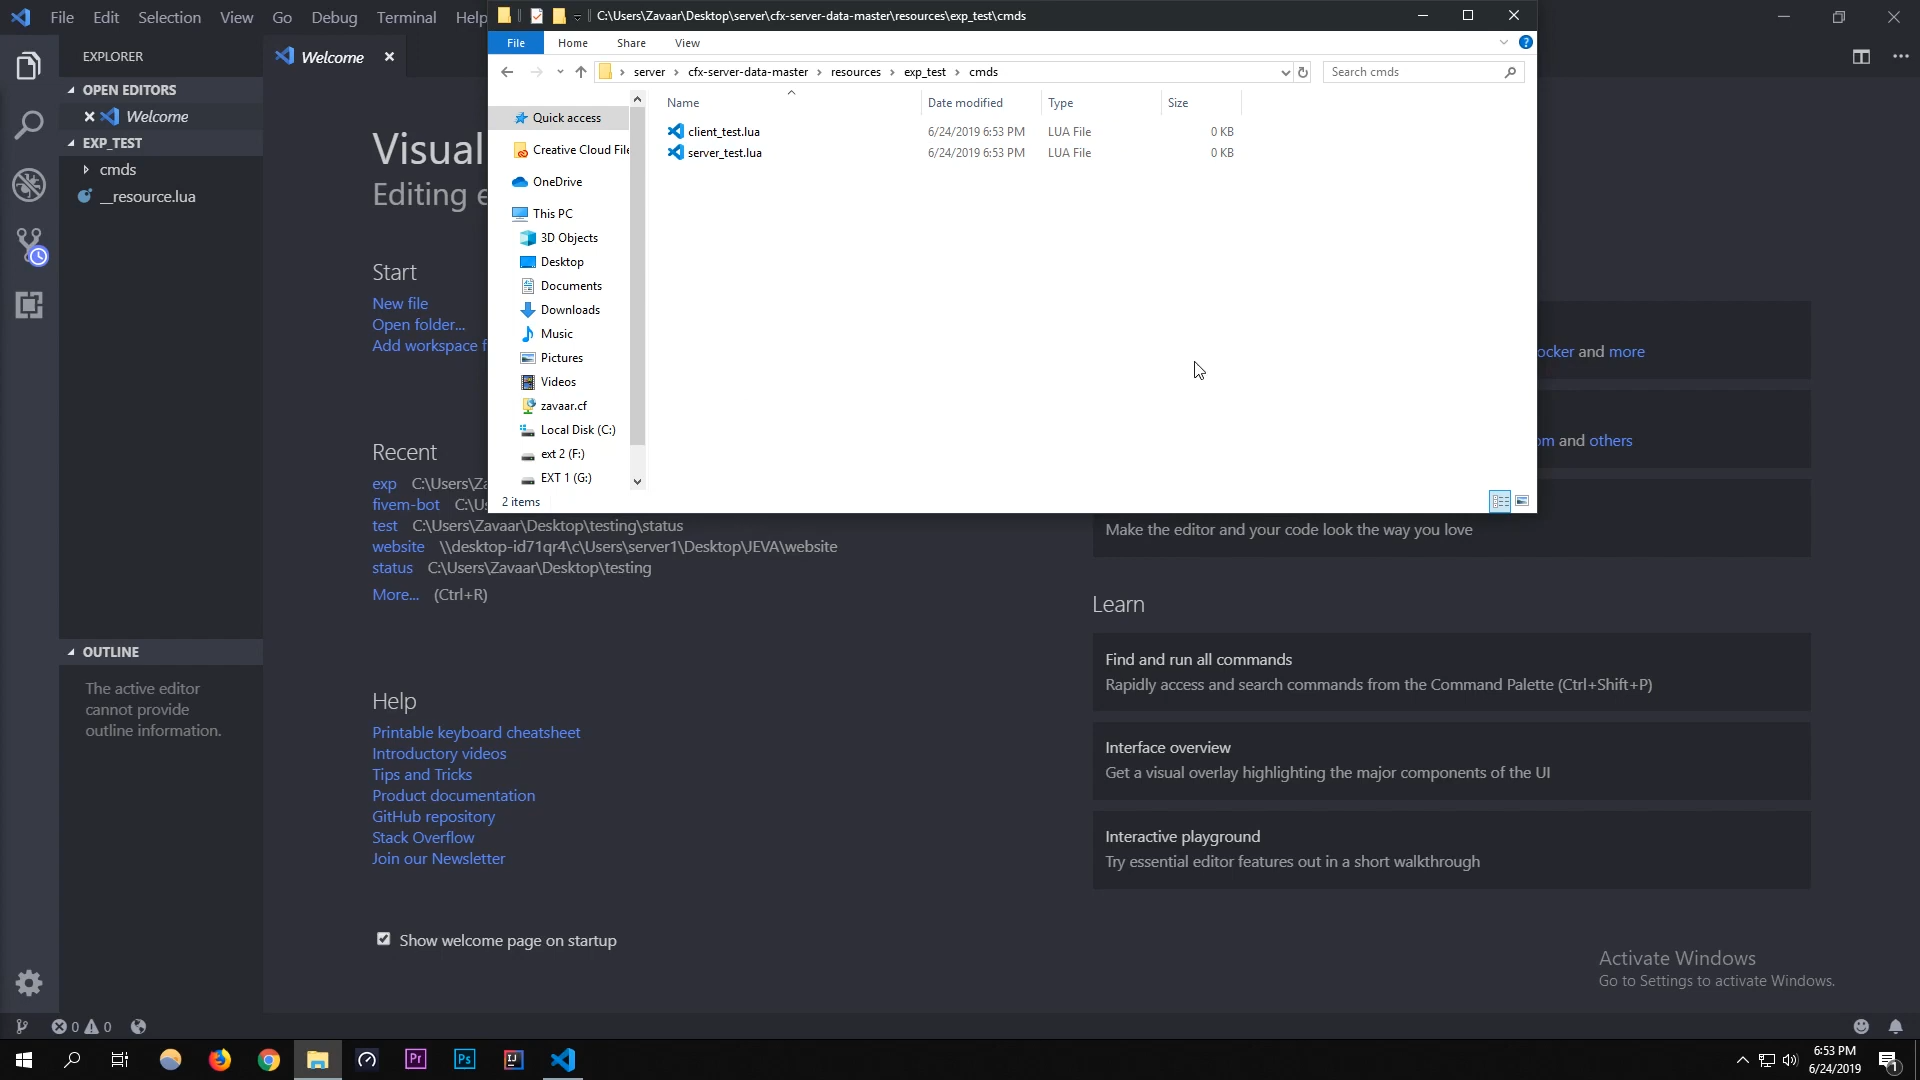 File Edit Selection View Go Debug Terminal Help
C:\Users\Zavaar\Desktop\server\cfx-server-data-master\resources\exp_test\cmds
File Home Share View
server cfx-server-data-master resources exp_test cmds
Search cmds
EXPLORER
OPEN EDITORS
Welcome
EXP_TEST
cmds
__resource.lua
OUTLINE
The active editor
cannot provide
outline information.
Welcome
Visual
Editing e
Start
New file
Open folder...
Add workspace f
Recent
exp C:\Users\Za
fivem-bot C:\U
test C:\Users\Zavaar\Desktop\testing\status
website \\desktop-id71qr4\c\Users\server1\Desktop\JEVA\website
status C:\Users\Zavaar\Desktop\testing
More... (Ctrl+R)
Help
Printable keyboard cheatsheet
Introductory videos
Tips and Tricks
Product documentation
GitHub repository
Stack Overflow
Join our Newsletter
Show welcome page on startup
Quick access
Creative Cloud File
OneDrive
This PC
3D Objects
Desktop
Documents
Downloads
Music
Pictures
Videos
zavaar.cf
Local Disk (C:)
ext 2 (F:)
EXT 1 (G:)
Name Date modified Type Size
client_test.lua 6/24/2019 6:53 PM LUA File 0 KB
server_test.lua 6/24/2019 6:53 PM LUA File 0 KB
2 items
ocker and more
om and others
Make the editor and your code look the way you love
Learn
Find and run all commands
Rapidly access and search commands from the Command Palette (Ctrl+Shift+P)
Interface overview
Get a visual overlay highlighting the major components of the UI
Interactive playground
Try essential editor features out in a short walkthrough
Activate Windows
Go to Settings to activate Windows.
0 0
Pr Ps IJ
6:53 PM
6/24/2019
1